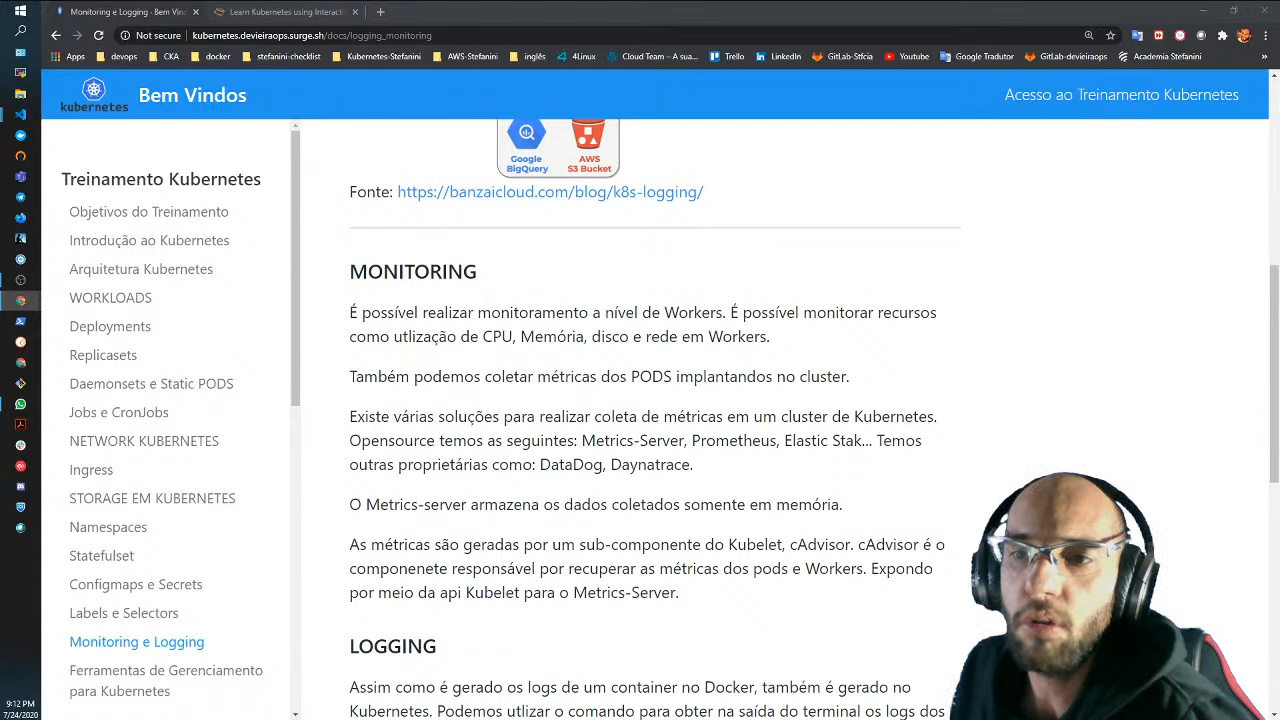 Monitoring e Logging - Bem Vind
Learn Kubernetes using Interacti
Not secure | kubernetes.devieiraops.surge.sh/docs/logging_monitoring
Apps devops CKA docker stefanini-checklist Kubernetes-Stefanini AWS-Stefanini inglês 4Linux Cloud Team – A sua... Trello LinkedIn GitLab-Stfcia Youtube Google Tradutor GitLab-devieiraops Academia Stefanini »
kubernetes
Bem Vindos
Acesso ao Treinamento Kubernetes
Treinamento Kubernetes
Objetivos do Treinamento
Introdução ao Kubernetes
Arquitetura Kubernetes
WORKLOADS
Deployments
Replicasets
Daemonsets e Static PODS
Jobs e CronJobs
NETWORK KUBERNETES
Ingress
STORAGE EM KUBERNETES
Namespaces
Statefulset
Configmaps e Secrets
Labels e Selectors
Monitoring e Logging
Ferramentas de Gerenciamento
para Kubernetes
Google
BigQuery
AWS
S3 Bucket
Fonte: https://banzaicloud.com/blog/k8s-logging/
MONITORING
É possível realizar monitoramento a nível de Workers. É possível monitorar recursos
como utlização de CPU, Memória, disco e rede em Workers.
Também podemos coletar métricas dos PODS implantandos no cluster.
Existe várias soluções para realizar coleta de métricas em um cluster de Kubernetes.
Opensource temos as seguintes: Metrics-Server, Prometheus, Elastic Stak... Temos
outras proprietárias como: DataDog, Daynatrace.
O Metrics-server armazena os dados coletados somente em memória.
As métricas são geradas por um sub-componente do Kubelet, cAdvisor. cAdvisor é o
componenete responsável por recuperar as métricas dos pods e Workers. Expondo
por meio da api Kubelet para o Metrics-Server.
LOGGING
Assim como é gerado os logs de um container no Docker, também é gerado no
Kubernetes. Podemos utlizar o comando para obter na saída do terminal os logs dos
9:12 PM
7/24/2020